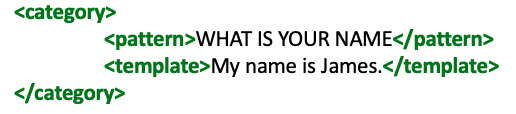 <category>
<pattern>WHAT IS YOUR NAME</pattern>
<template>My name is James.</template>
</category>